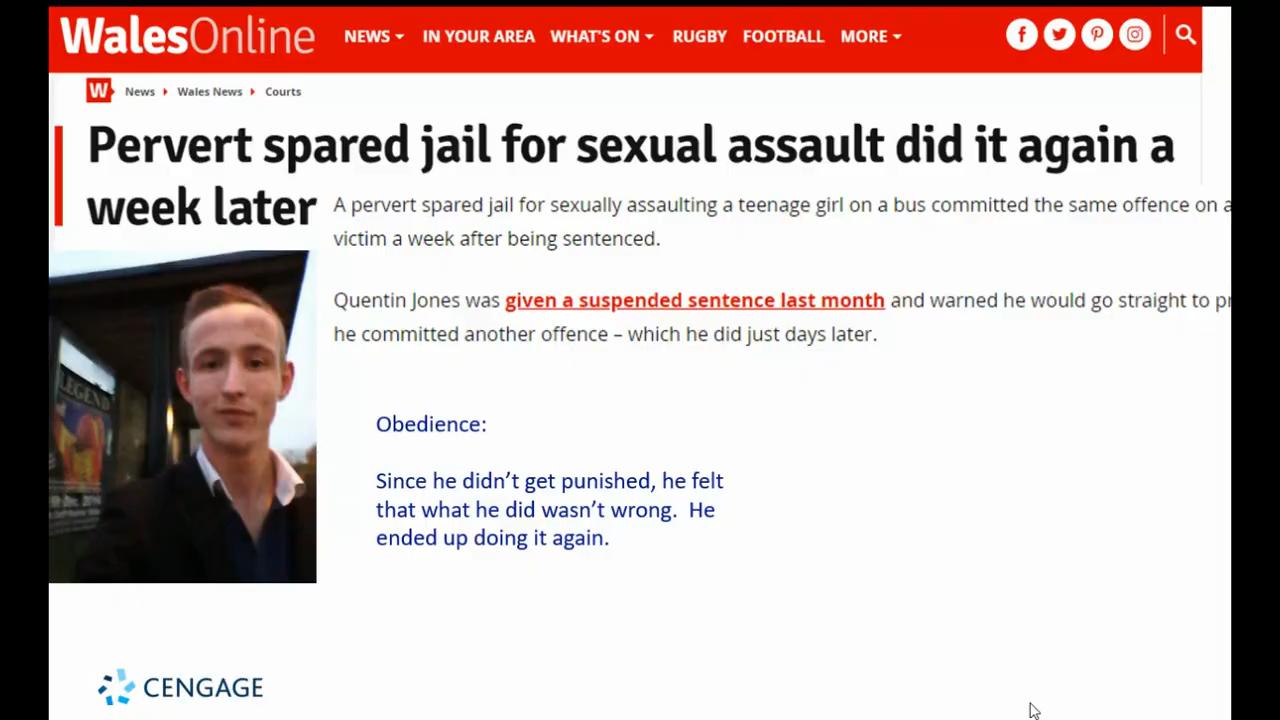 WalesOnline
NEWS IN YOUR AREA WHAT'S ON RUGBY FOOTBALL MORE
W News Wales News Courts
Pervert spared jail for sexual assault did it again a
week later
A pervert spared jail for sexually assaulting a teenage girl on a bus committed the same offence on a
victim a week after being sentenced.
Quentin Jones was given a suspended sentence last month and warned he would go straight to pr
he committed another offence – which he did just days later.
LEGEND
Obedience:
Since he didn't get punished, he felt
that what he did wasn't wrong. He
ended up doing it again.
CENGAGE